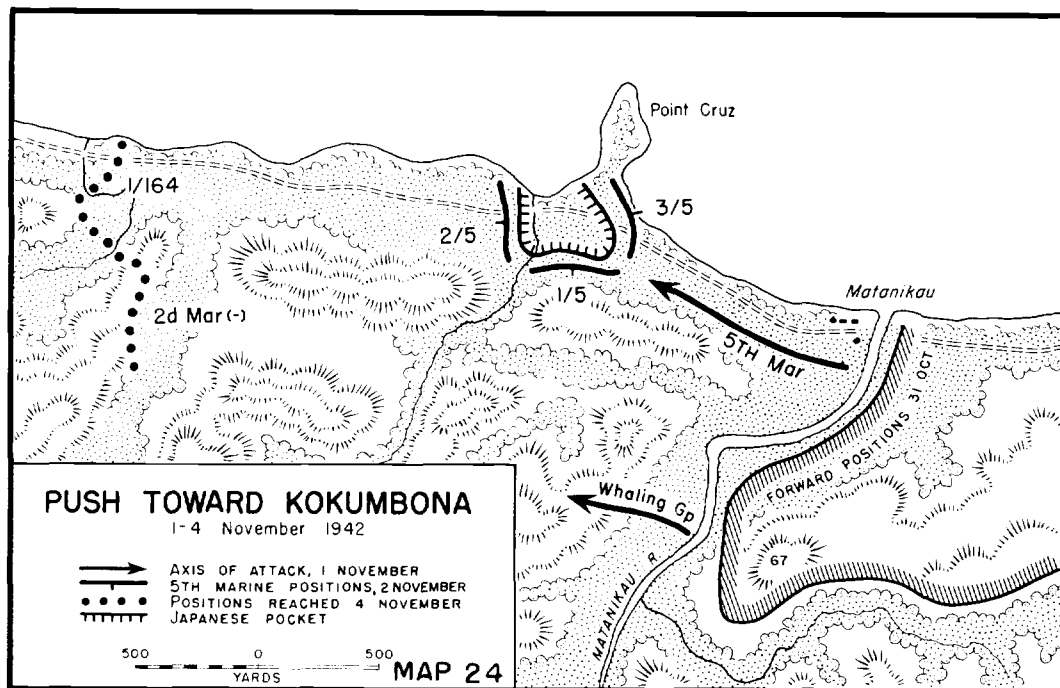 Point Cruz
1/164
3/5
2/5
1/5
2d Mar(-)
Matanikau
5TH Mar
FORWARD POSITIONS 31 OCT
Whaling Gp
67
MATANIKAU R
PUSH TOWARD KOKUMBONA
1-4 November 1942
AXIS OF ATTACK, 1 NOVEMBER
5TH MARINE POSITIONS, 2 NOVEMBER
POSITIONS REACHED 4 NOVEMBER
JAPANESE POCKET
500 0 500
YARDS
MAP 24